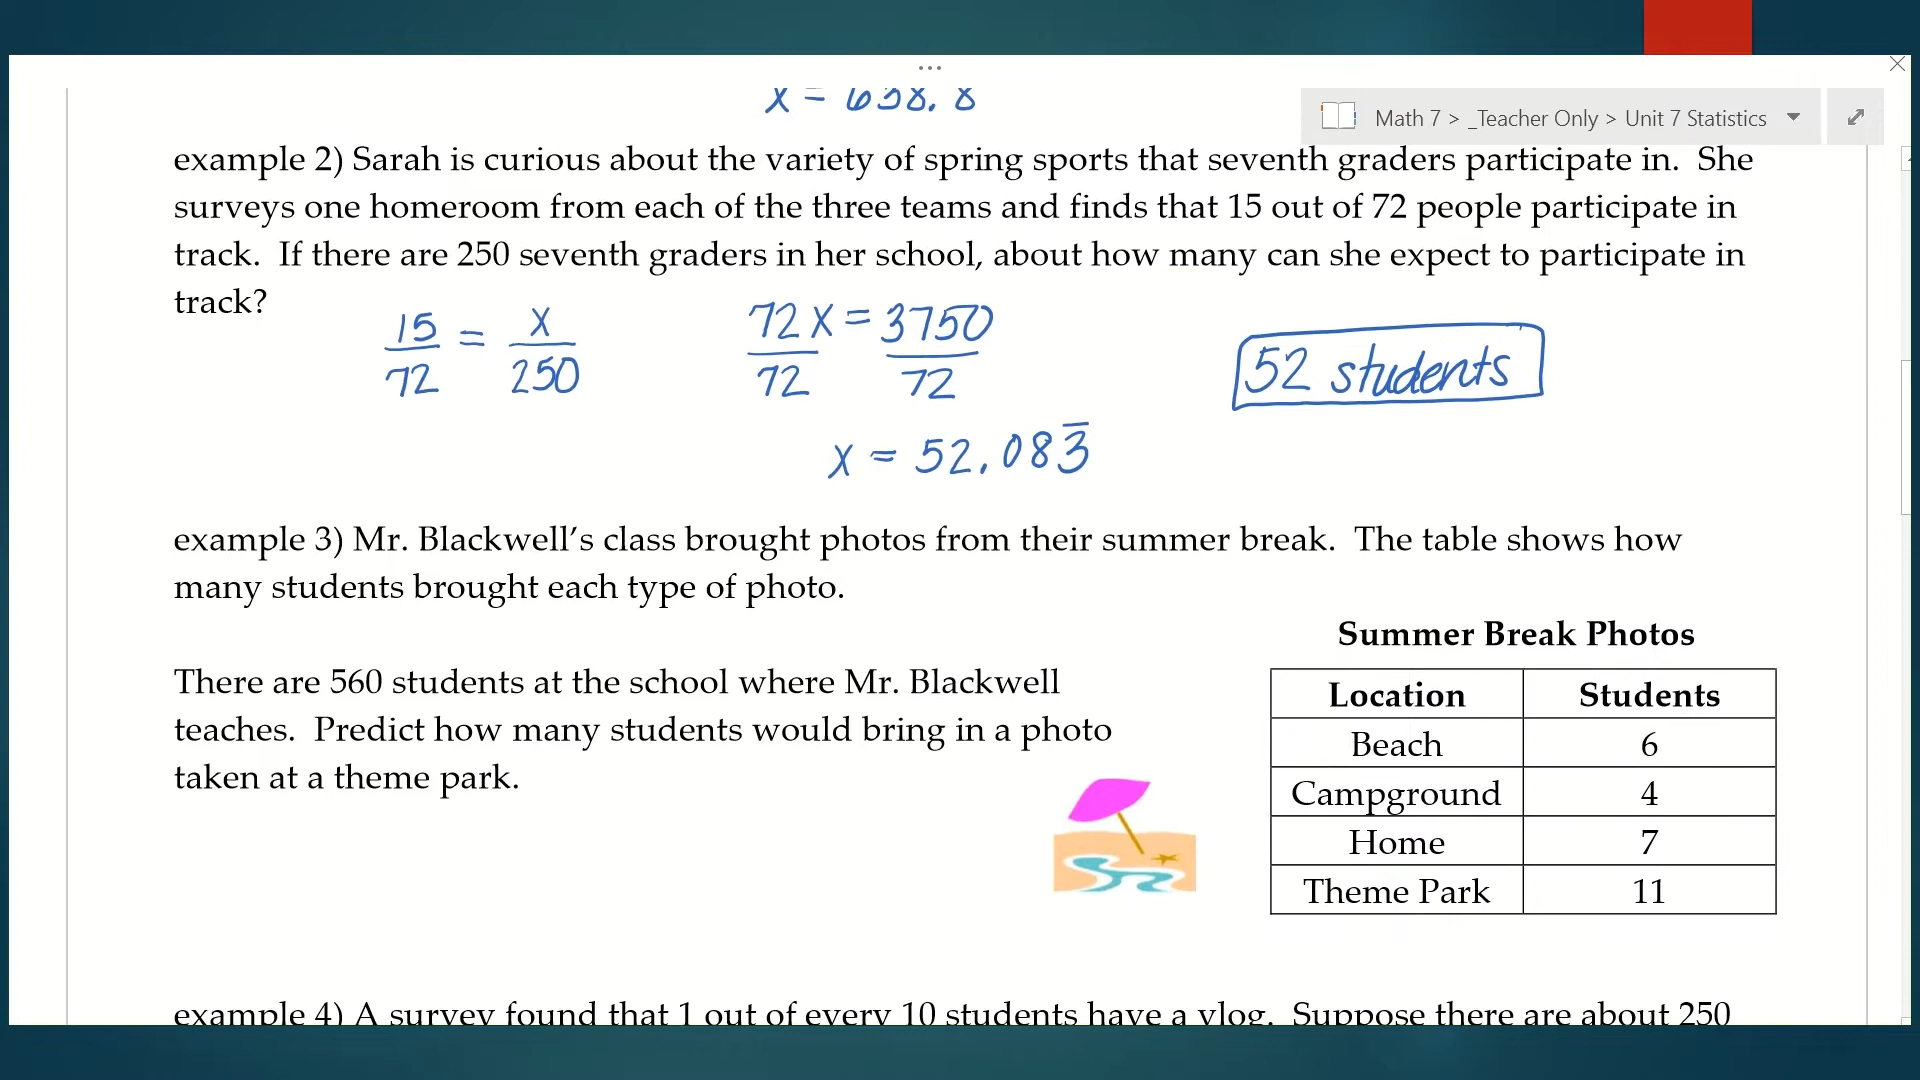 x = 638.8
Math 7 > _Teacher Only > Unit 7 Statistics
example 2) Sarah is curious about the variety of spring sports that seventh graders participate in. She
surveys one homeroom from each of the three teams and finds that 15 out of 72 people participate in
track. If there are 250 seventh graders in her school, about how many can she expect to participate in
track?
15/72 = x/250
72x/72 = 3750/72
52 students
x = 52.083̅
example 3) Mr. Blackwell’s class brought photos from their summer break. The table shows how
many students brought each type of photo.
Summer Break Photos
There are 560 students at the school where Mr. Blackwell
teaches. Predict how many students would bring in a photo
taken at a theme park.
Location Students
Beach 6
Campground 4
Home 7
Theme Park 11
example 4) A survey found that 1 out of every 10 students have a vlog. Suppose there are about 250